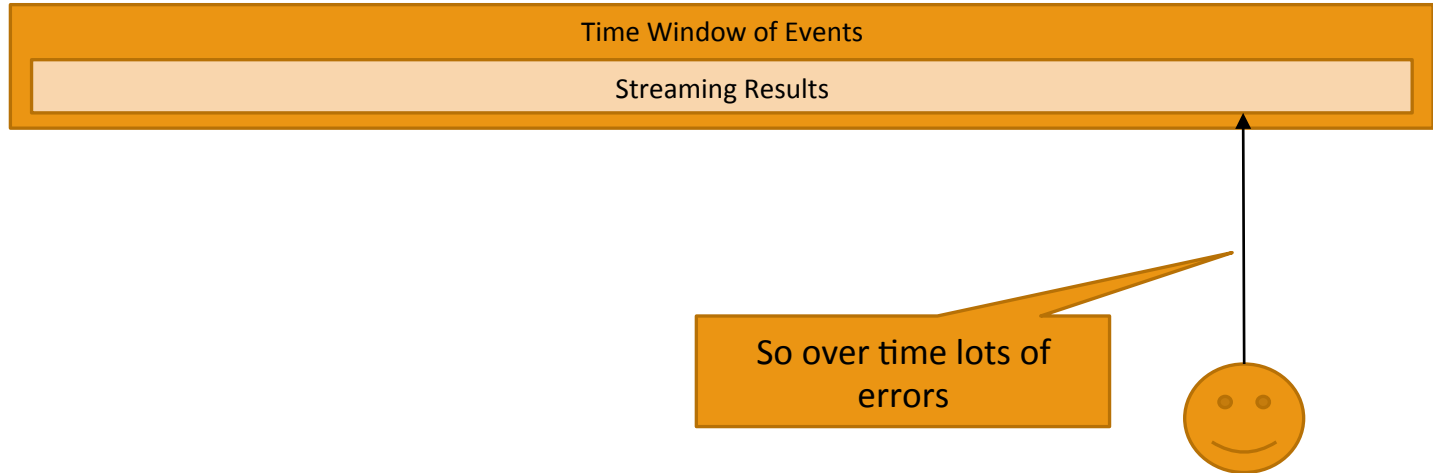 Time Window of Events
Streaming Results
So over time lots of
errors